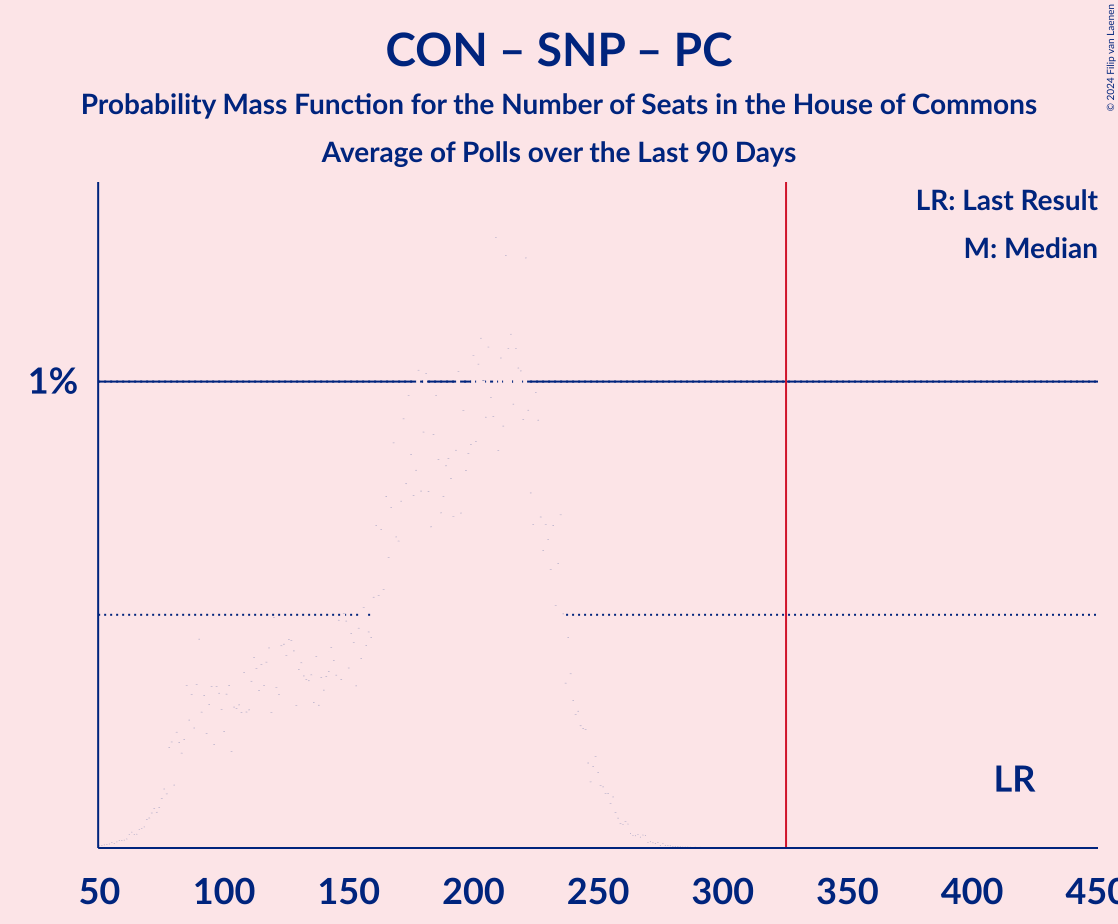 CON – SNP – PC
Probability Mass Function for the Number of Seats in the House of Commons
Average of Polls over the Last 90 Days
© 2024 Filip van Laenen
LR: Last Result
M: Median
1%
LR
50 100 150 200 250 300 350 400 450